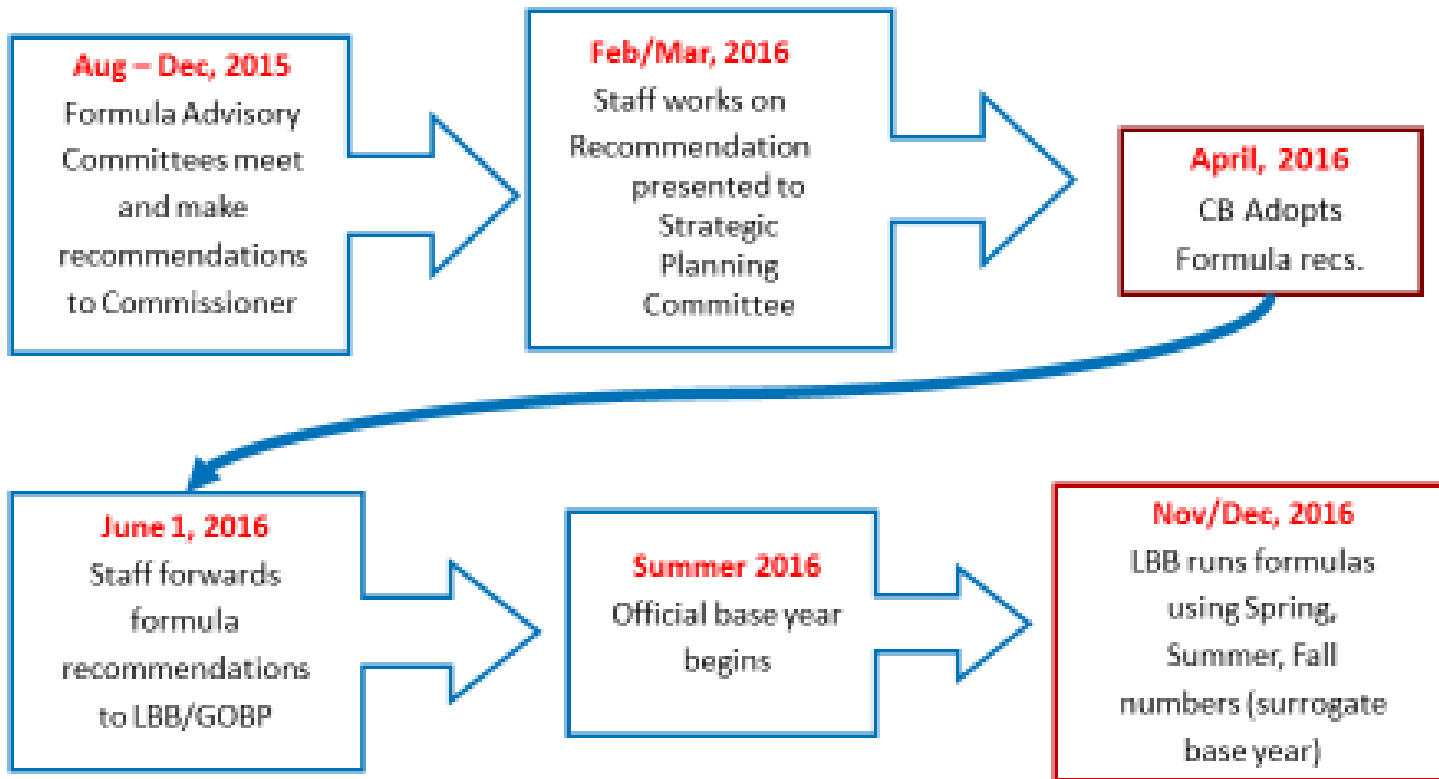 Aug – Dec, 2015
Formula Advisory
Committees meet
and make
recommendations
to Commissioner
Feb/Mar, 2016
Staff works on
Recommendation
presented to
Strategic
Planning
Committee
April, 2016
CB Adopts
Formula recs.
June 1, 2016
Staff forwards
formula
recommendations
to LBB/GOBP
Summer 2016
Official base year
begins
Nov/Dec, 2016
LBB runs formulas
using Spring,
Summer, Fall
numbers (surrogate
base year)